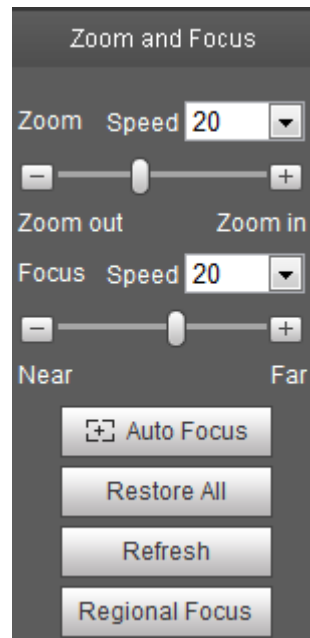 Zoom and Focus
Zoom Speed 20
Zoom out Zoom in
Focus Speed 20
Near Far
Auto Focus
Restore All
Refresh
Regional Focus